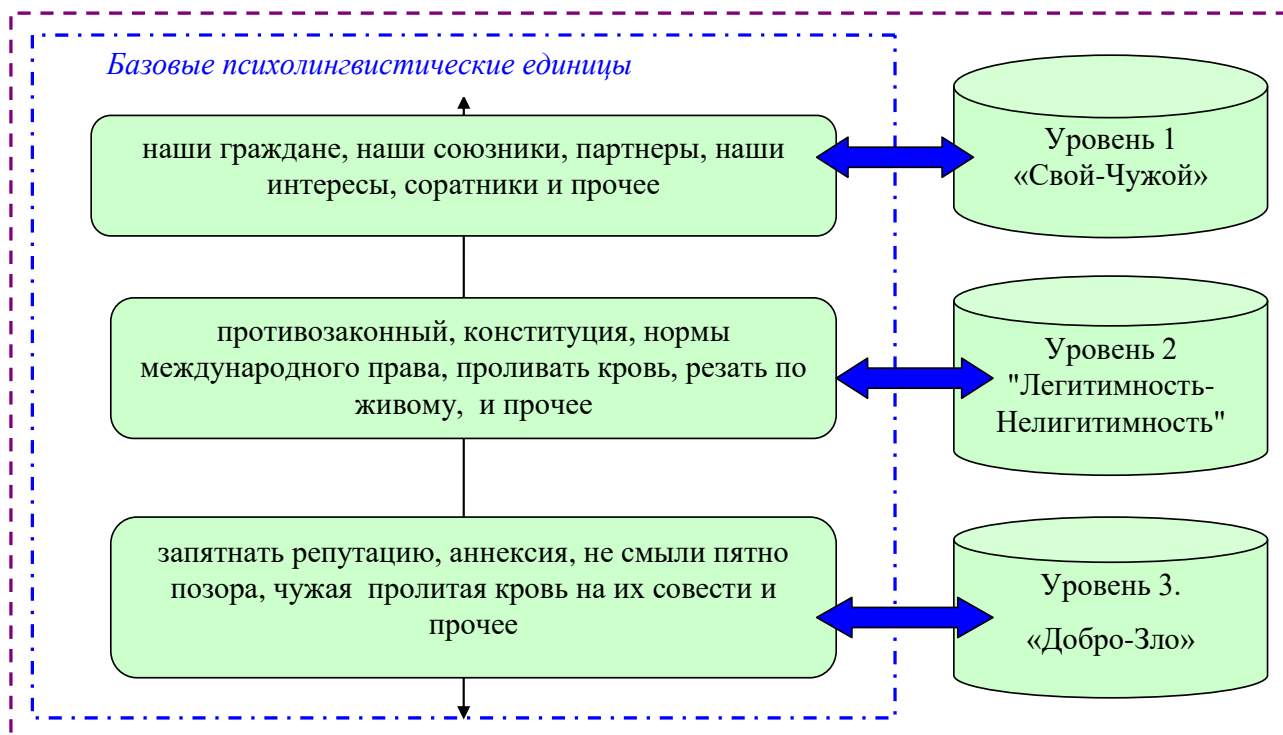 Базовые психолингвистические единицы
наши граждане, наши союзники, партнеры, наши
интересы, соратники и прочее
Уровень 1
«Свой-Чужой»
противозаконный, конституция, нормы
международного права, проливать кровь, резать по
живому, и прочее
Уровень 2
"Легитимность-
Нелигитимность"
запятнать репутацию, аннексия, не смыли пятно
позора, чужая пролитая кровь на их совести и
прочее
Уровень 3.
«Добро-Зло»